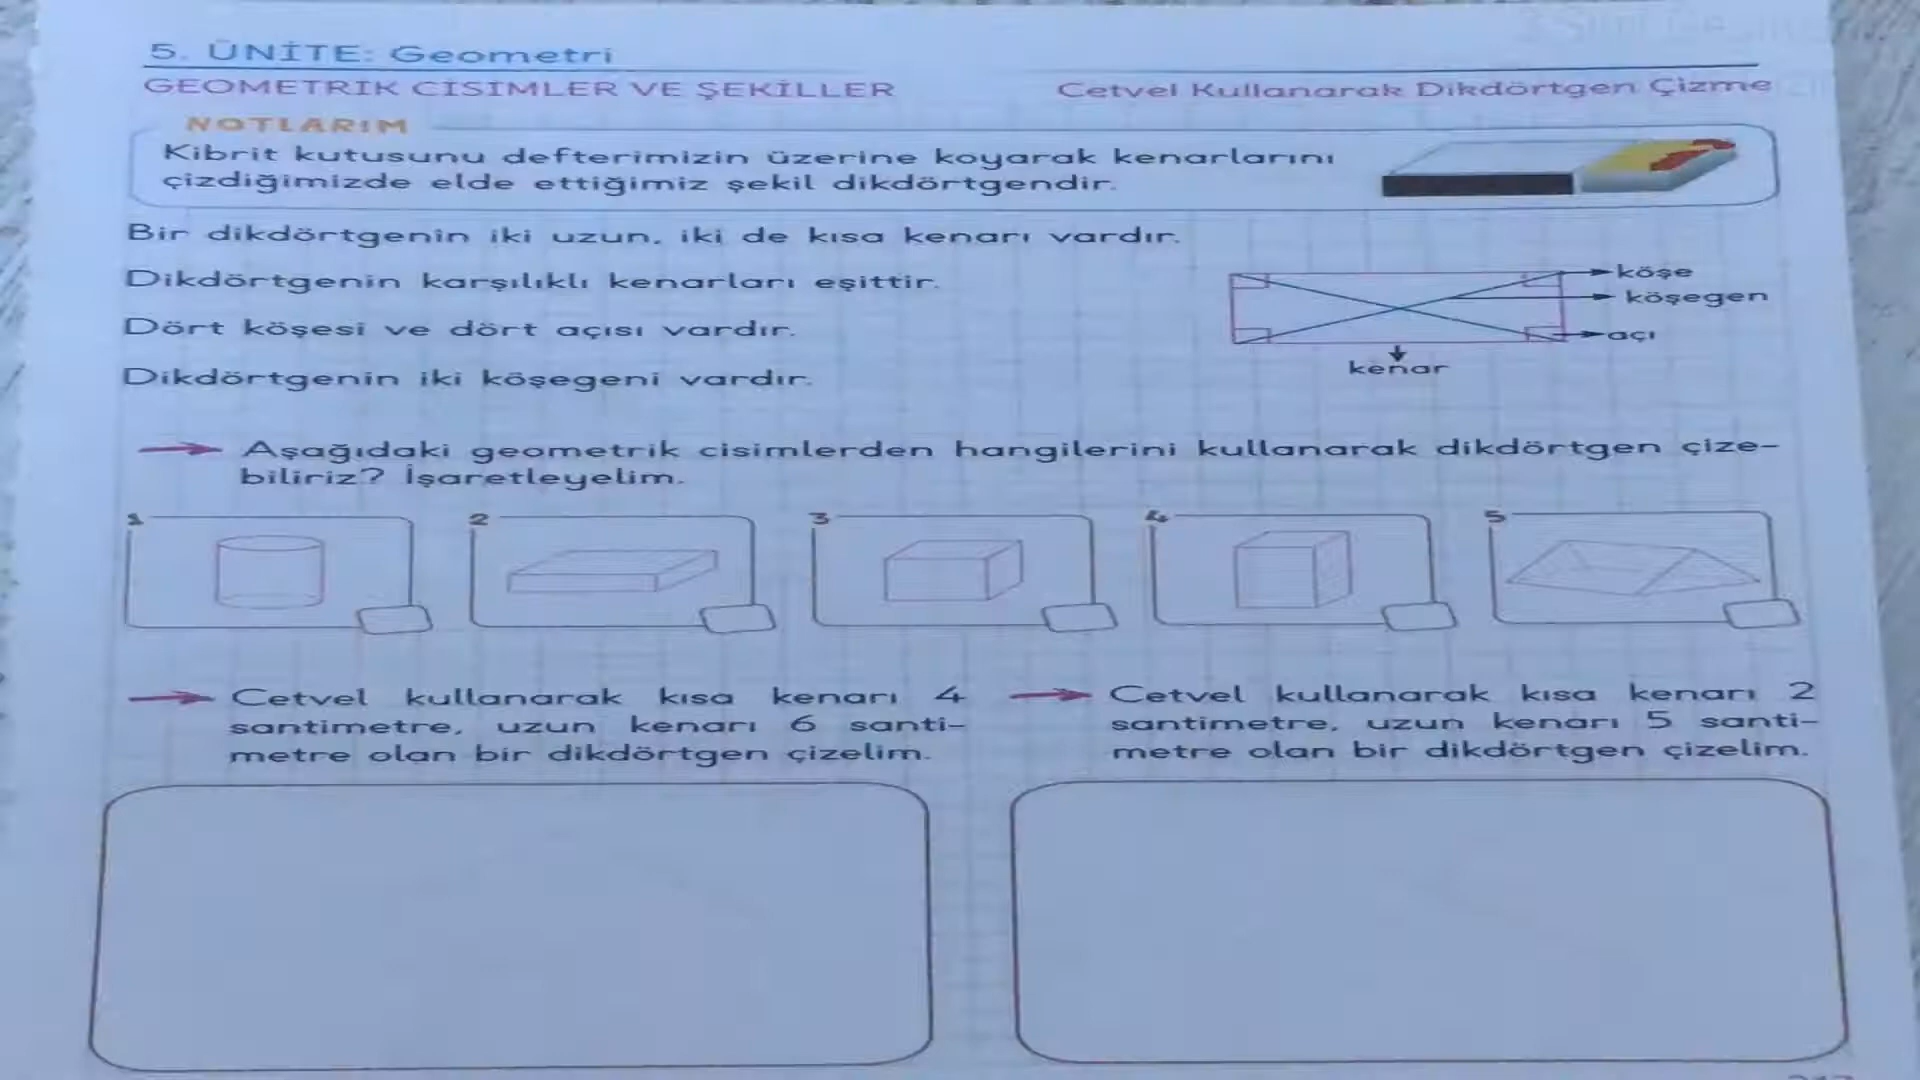 5. ÜNİTE: Geometri
GEOMETRİK CİSİMLER VE ŞEKİLLER
Cetvel Kullanarak Dikdörtgen Çizme
NOTLARIM
Kibrit kutusunu defterimizin üzerine koyarak kenarlarını
çizdiğimizde elde ettiğimiz şekil dikdörtgendir.
Bir dikdörtgenin iki uzun, iki de kısa kenarı vardır.
Dikdörtgenin karşılıklı kenarları eşittir.
Dört köşesi ve dört açısı vardır.
Dikdörtgenin iki köşegeni vardır.
köşe
köşegen
açı
kenar
Aşağıdaki geometrik cisimlerden hangilerini kullanarak dikdörtgen çize-
biliriz? İşaretleyelim.
1
2
3
4
5
Cetvel kullanarak kısa kenarı 4
santimetre, uzun kenarı 6 santi-
metre olan bir dikdörtgen çizelim.
Cetvel kullanarak kısa kenarı 2
santimetre, uzun kenarı 5 santi-
metre olan bir dikdörtgen çizelim.